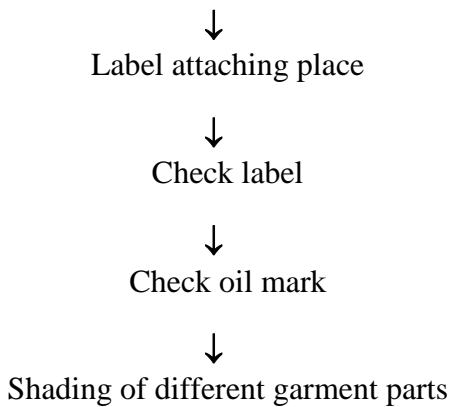 ↓
Label attaching place
↓
Check label
↓
Check oil mark
↓
Shading of different garment parts